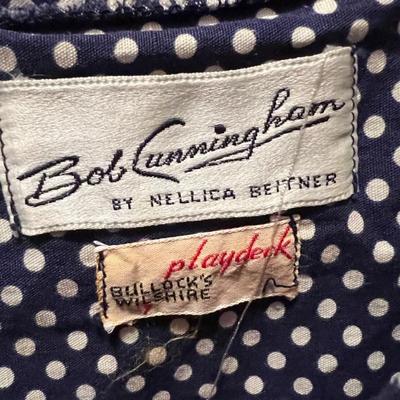 Bob Cunningham
BY NELLICA BEITNER
playdeck
BULLOCK'S
WILSHIRE